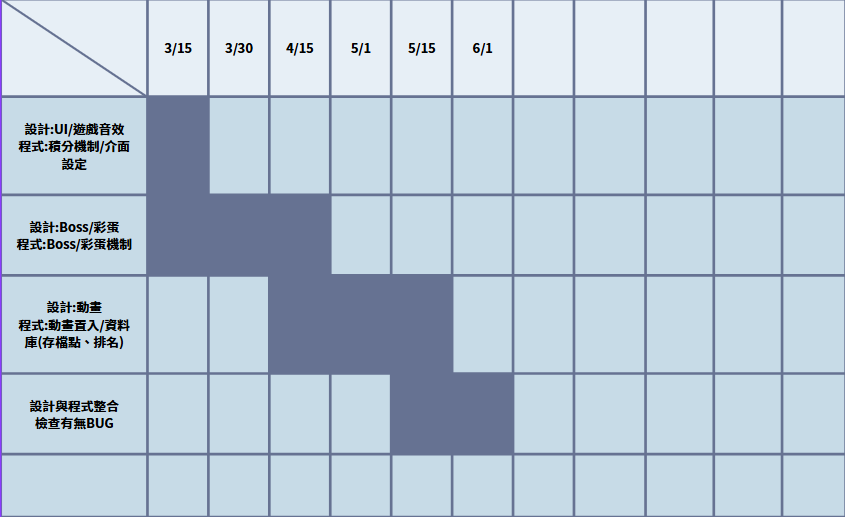 3/15 3/30 4/15 5/1 5/15 6/1
設計:UI/遊戲音效
程式:積分機制/介面
設定
設計:Boss/彩蛋
程式:Boss/彩蛋機制
設計:動畫
程式:動畫置入/資料
庫(存檔點、排名)
設計與程式整合
檢查有無BUG